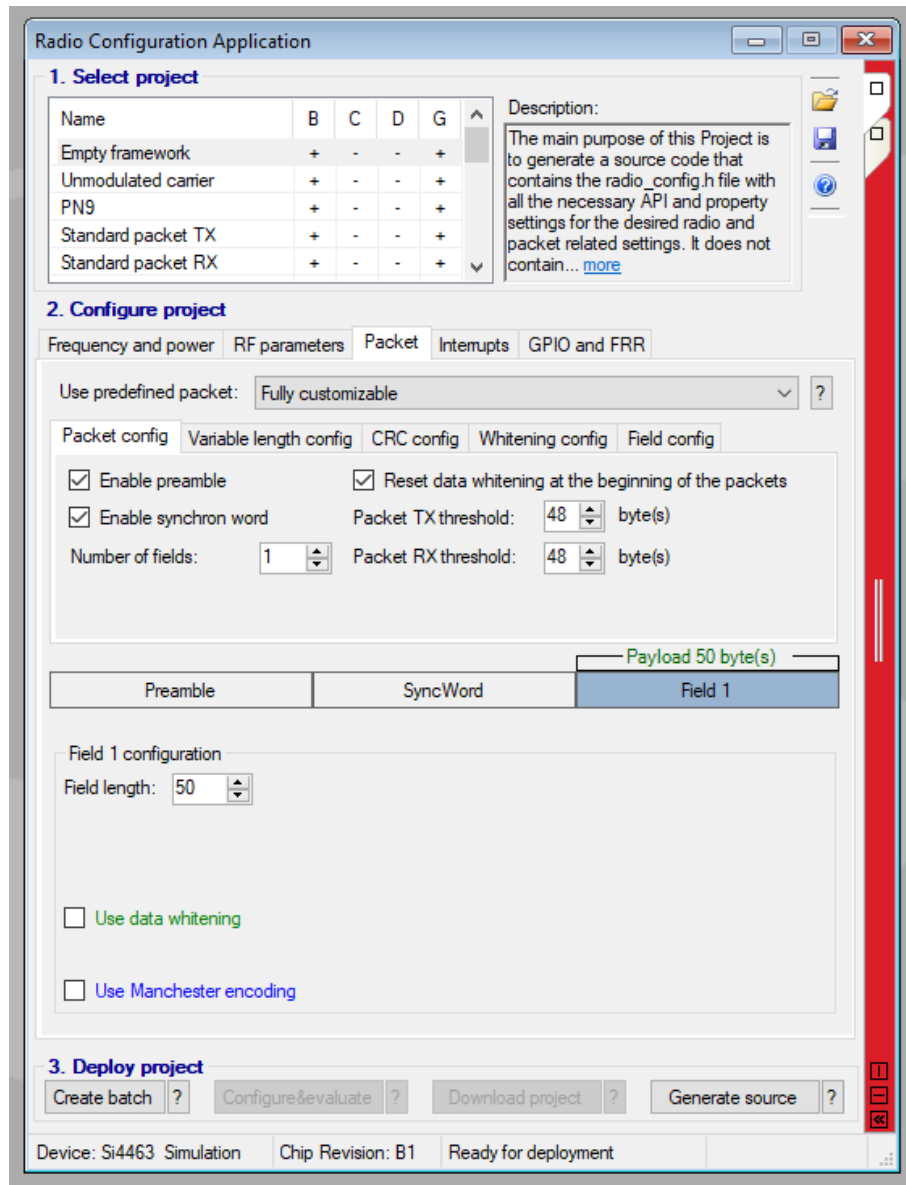 Radio Configuration Application
1. Select project
Name B C D G
Empty framework + - - +
Unmodulated carrier + - - +
PN9 + - - +
Standard packet TX + - - +
Standard packet RX + - - +
Description:
The main purpose of this Project is
to generate a source code that
contains the radio_config.h file with
all the necessary API and property
settings for the desired radio and
packet related settings. It does not
contain... more
2. Configure project
Frequency and power RF parameters Packet Interrupts GPIO and FRR
Use predefined packet: Fully customizable ?
Packet config Variable length config CRC config Whitening config Field config
Enable preamble Reset data whitening at the beginning of the packets
Enable synchron word Packet TX threshold: 48 byte(s)
Number of fields: 1 Packet RX threshold: 48 byte(s)
Payload 50 byte(s)
Preamble SyncWord Field 1
Field 1 configuration
Field length: 50
Use data whitening
Use Manchester encoding
3. Deploy project
Create batch ? Configure&evaluate ? Download project ? Generate source ?
Device: Si4463 Simulation Chip Revision: B1 Ready for deployment